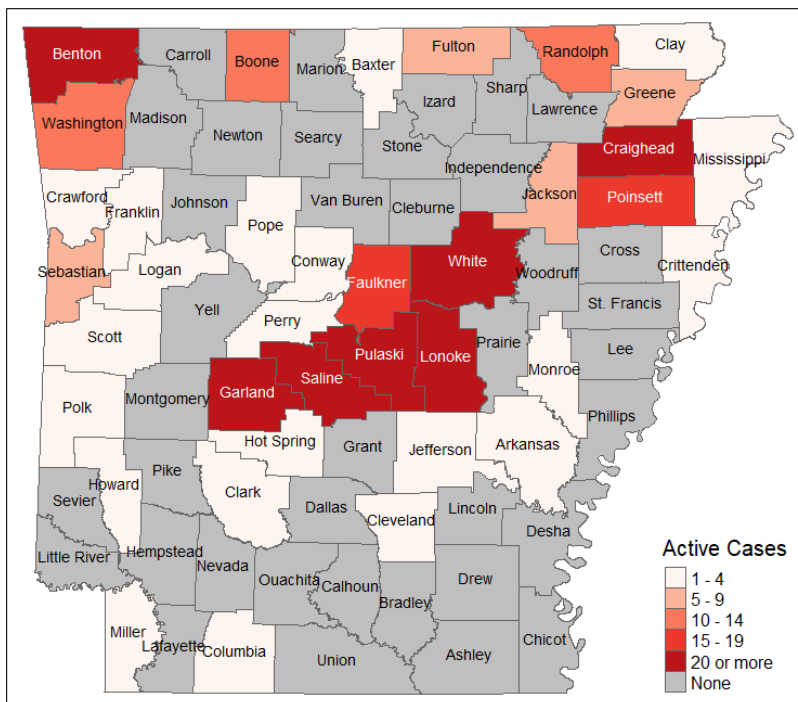 Benton
Carroll
Boone
Marion
Baxter
Fulton
Sharp
Randolph
Clay
Washington
Madison
Newton
Searcy
Stone
Izard
Lawrence
Greene
Independence
Craighead
Mississippi
Crawford
Franklin
Johnson
Pope
Van Buren
Cleburne
Jackson
Poinsett
Sebastian
Logan
Conway
Faulkner
White
Woodruff
Cross
Crittenden
Scott
Yell
Perry
Pulaski
Lonoke
Prairie
Monroe
St. Francis
Lee
Polk
Montgomery
Garland
Saline
Phillips
Hot Spring
Grant
Jefferson
Arkansas
Sevier
Howard
Pike
Clark
Dallas
Cleveland
Lincoln
Desha
Little River
Hempstead
Nevada
Ouachita
Calhoun
Bradley
Drew
Chicot
Miller
Lafayette
Columbia
Union
Ashley
Active Cases
1 - 4
5 - 9
10 - 14
15 - 19
20 or more
None